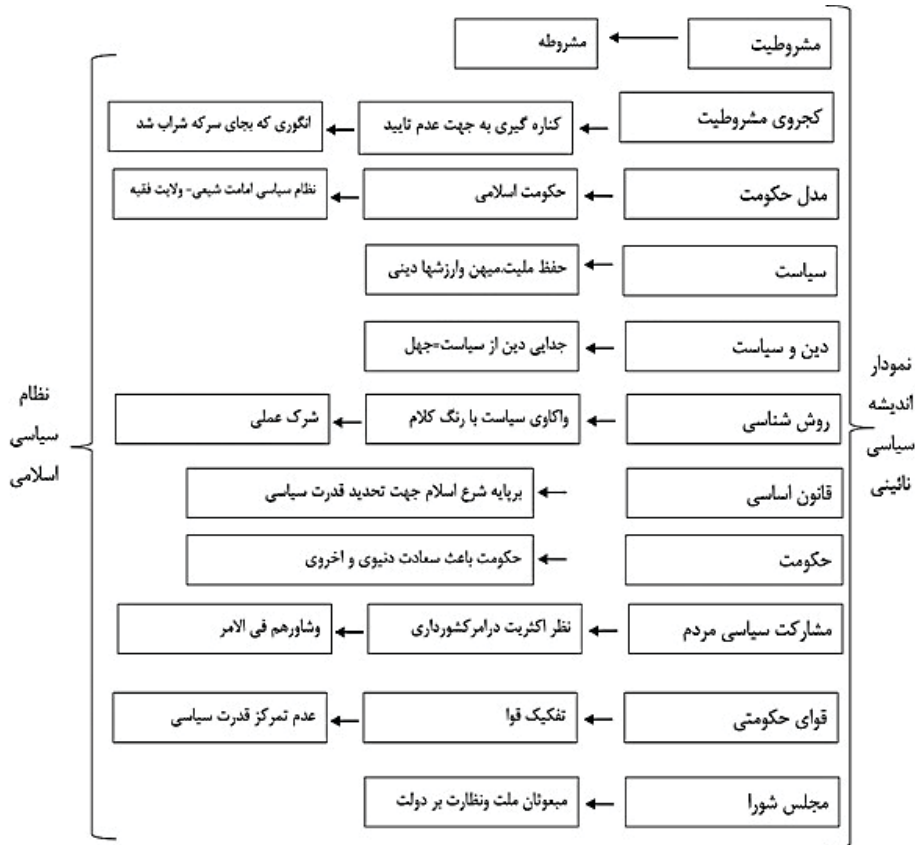 نمودار
اندیشه
سیاسی
نائینی
مشروطیت
مشروطه
کجروی مشروطیت
کناره گیری به جهت عدم تایید
انگوری که بجای سرکه شراب شد
مدل حکومت
حکومت اسلامی
نظام سیاسی امامت شیعی- ولایت فقیه
سیاست
حفظ ملیت،میهن وارزشها دینی
دین و سیاست
جدایی دین از سیاست=جهل
روش شناسی
واکاوی سیاست با رنگ کلام
شرک عملی
قانون اساسی
برپایه شرع اسلام جهت تحدید قدرت سیاسی
حکومت
حکومت باعث سعادت دنیوی و اخروی
مشارکت سیاسی مردم
نظر اکثریت درامرکشورداری
وشاورهم فی الامر
قوای حکومتی
تفکیک قوا
عدم تمرکز قدرت سیاسی
مجلس شورا
مبعوثان ملت ونظارت بر دولت
نظام
سیاسی
اسلامی